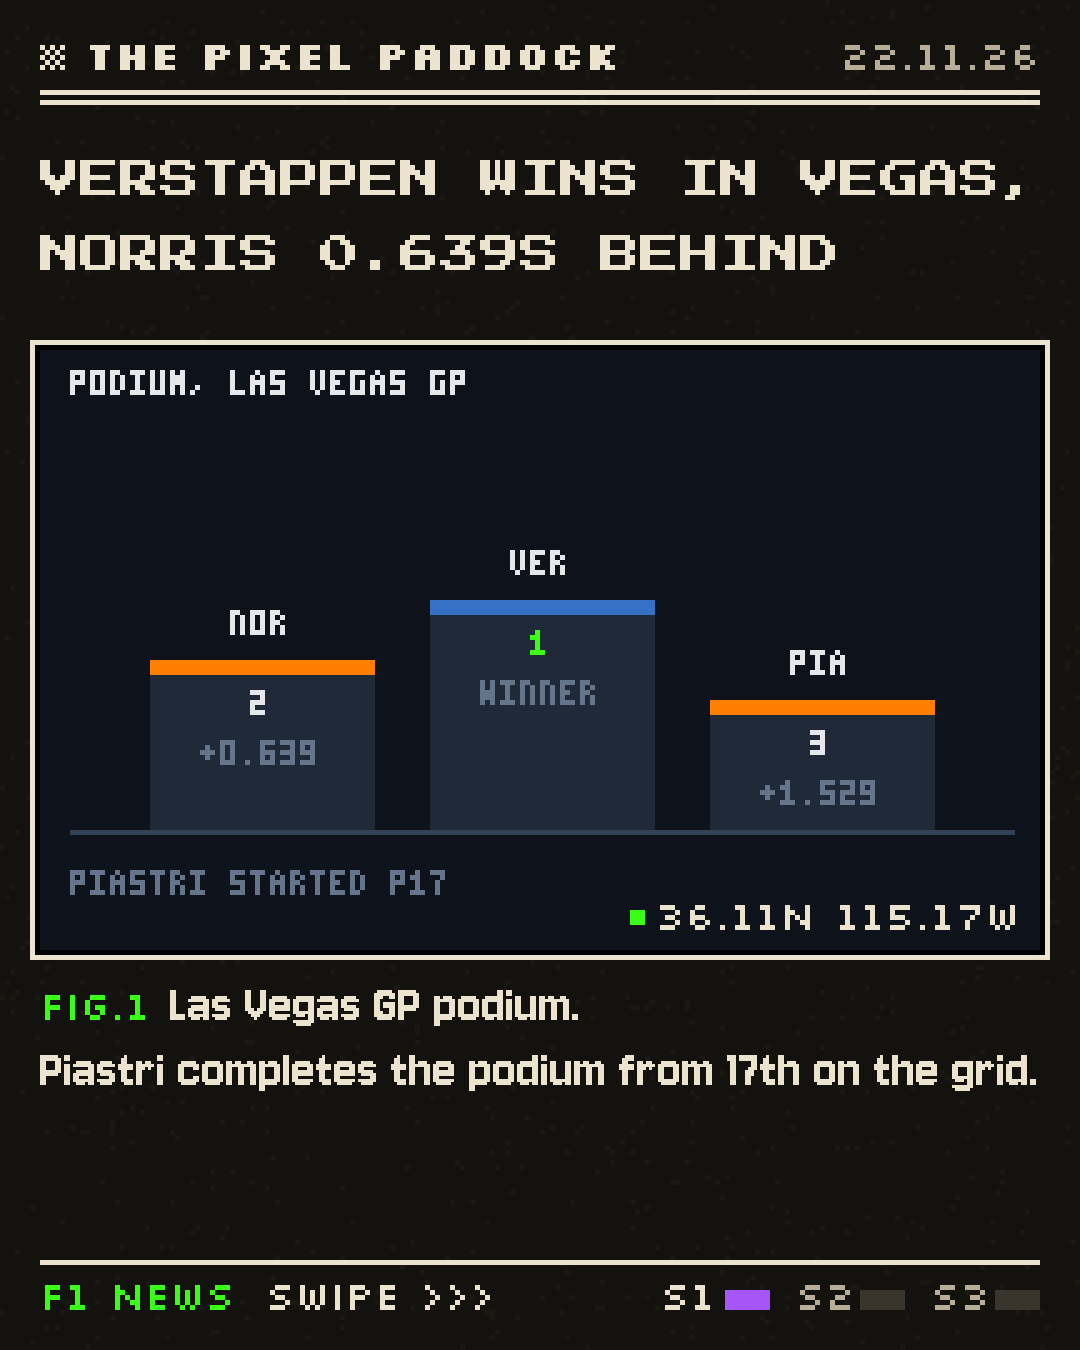 THE PIXEL PADDOCK 22.11.26
VERSTAPPEN WINS IN VEGAS,
NORRIS 0.639S BEHIND
PODIUM, LAS VEGAS GP
VER
NOR
1
PIA
WINNER
2
3
+0.639
+1.529
PIASTRI STARTED P17
36.11N 115.17W
FIG.1 Las Vegas GP podium.
Piastri completes the podium from 17th on the grid.
F1 NEWS SWIPE >>> S1 S2 S3